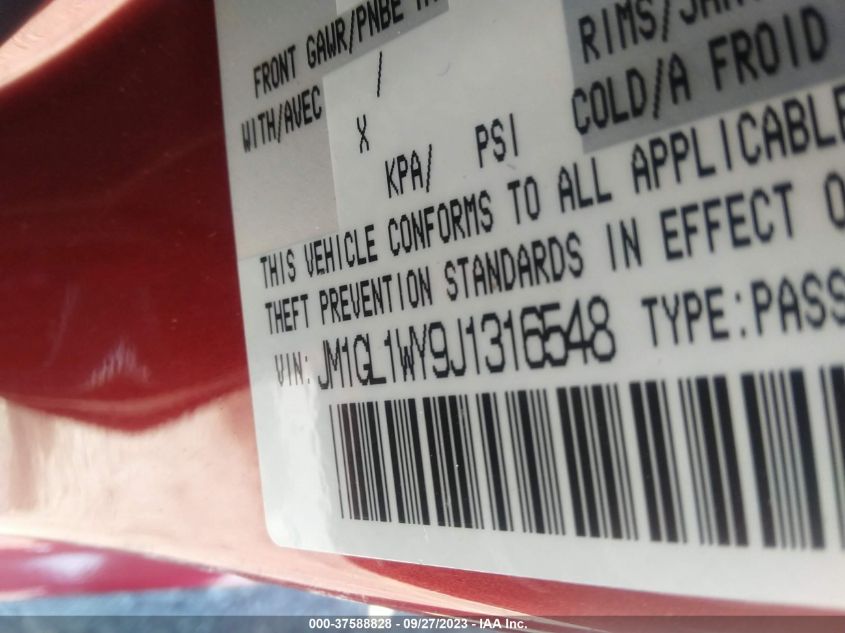 FRONT GAWR/PNBE
RIMS/
WITH/AVEC /
COLD/A FROID
X
KPA/ PSI
THIS VEHICLE CONFORMS TO ALL APPLICABLE
THEFT PREVENTION STANDARDS IN EFFECT
VIN: JM1GL1WY9J1316548 TYPE:PASS
000-37588828 - 09/27/2023 - IAA Inc.